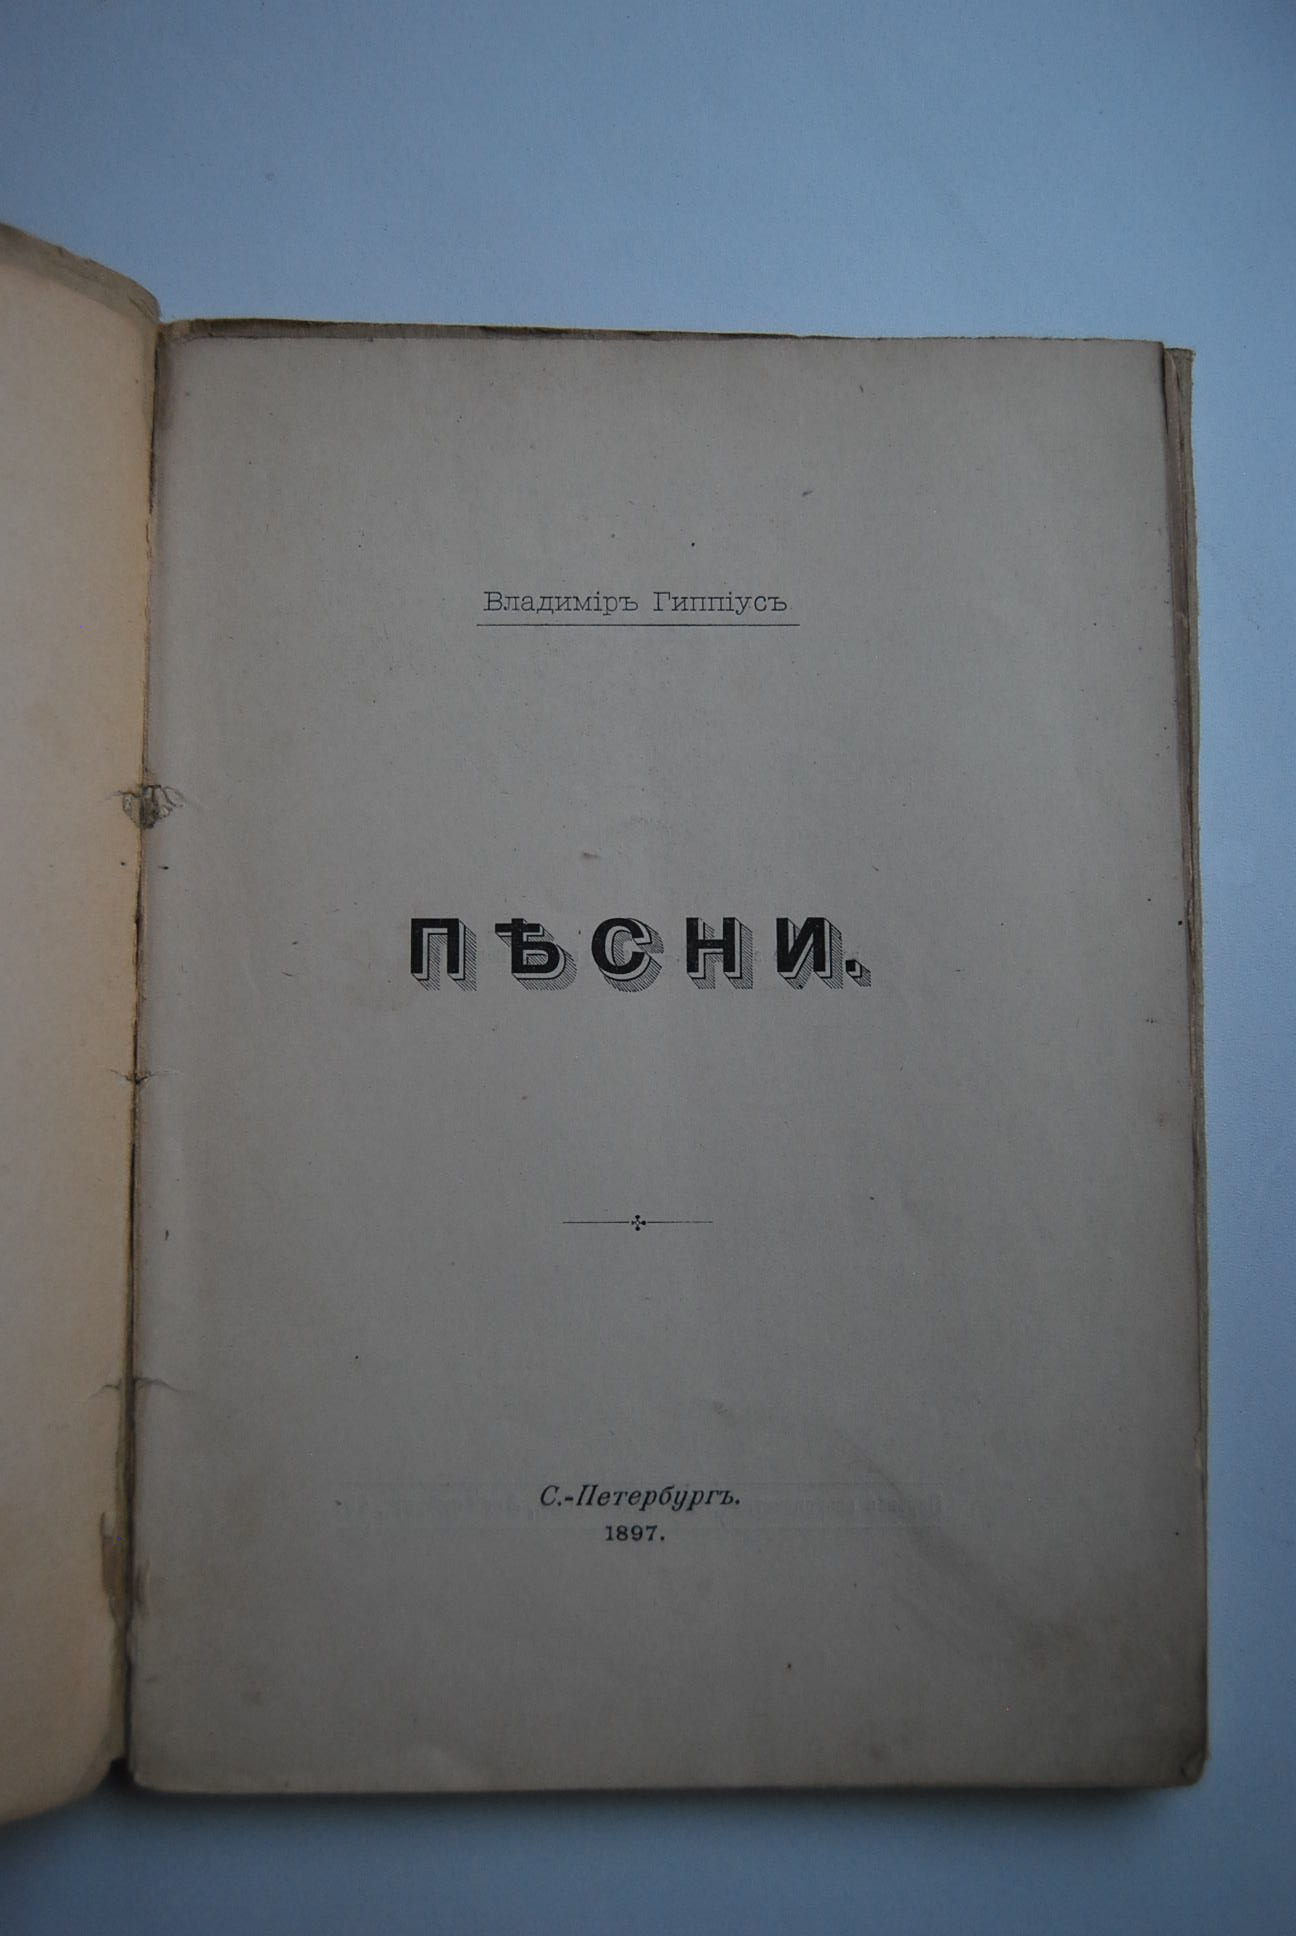 Владиміръ Гиппіусъ
ПѢСНИ.
С.-Петербургъ.
1897.